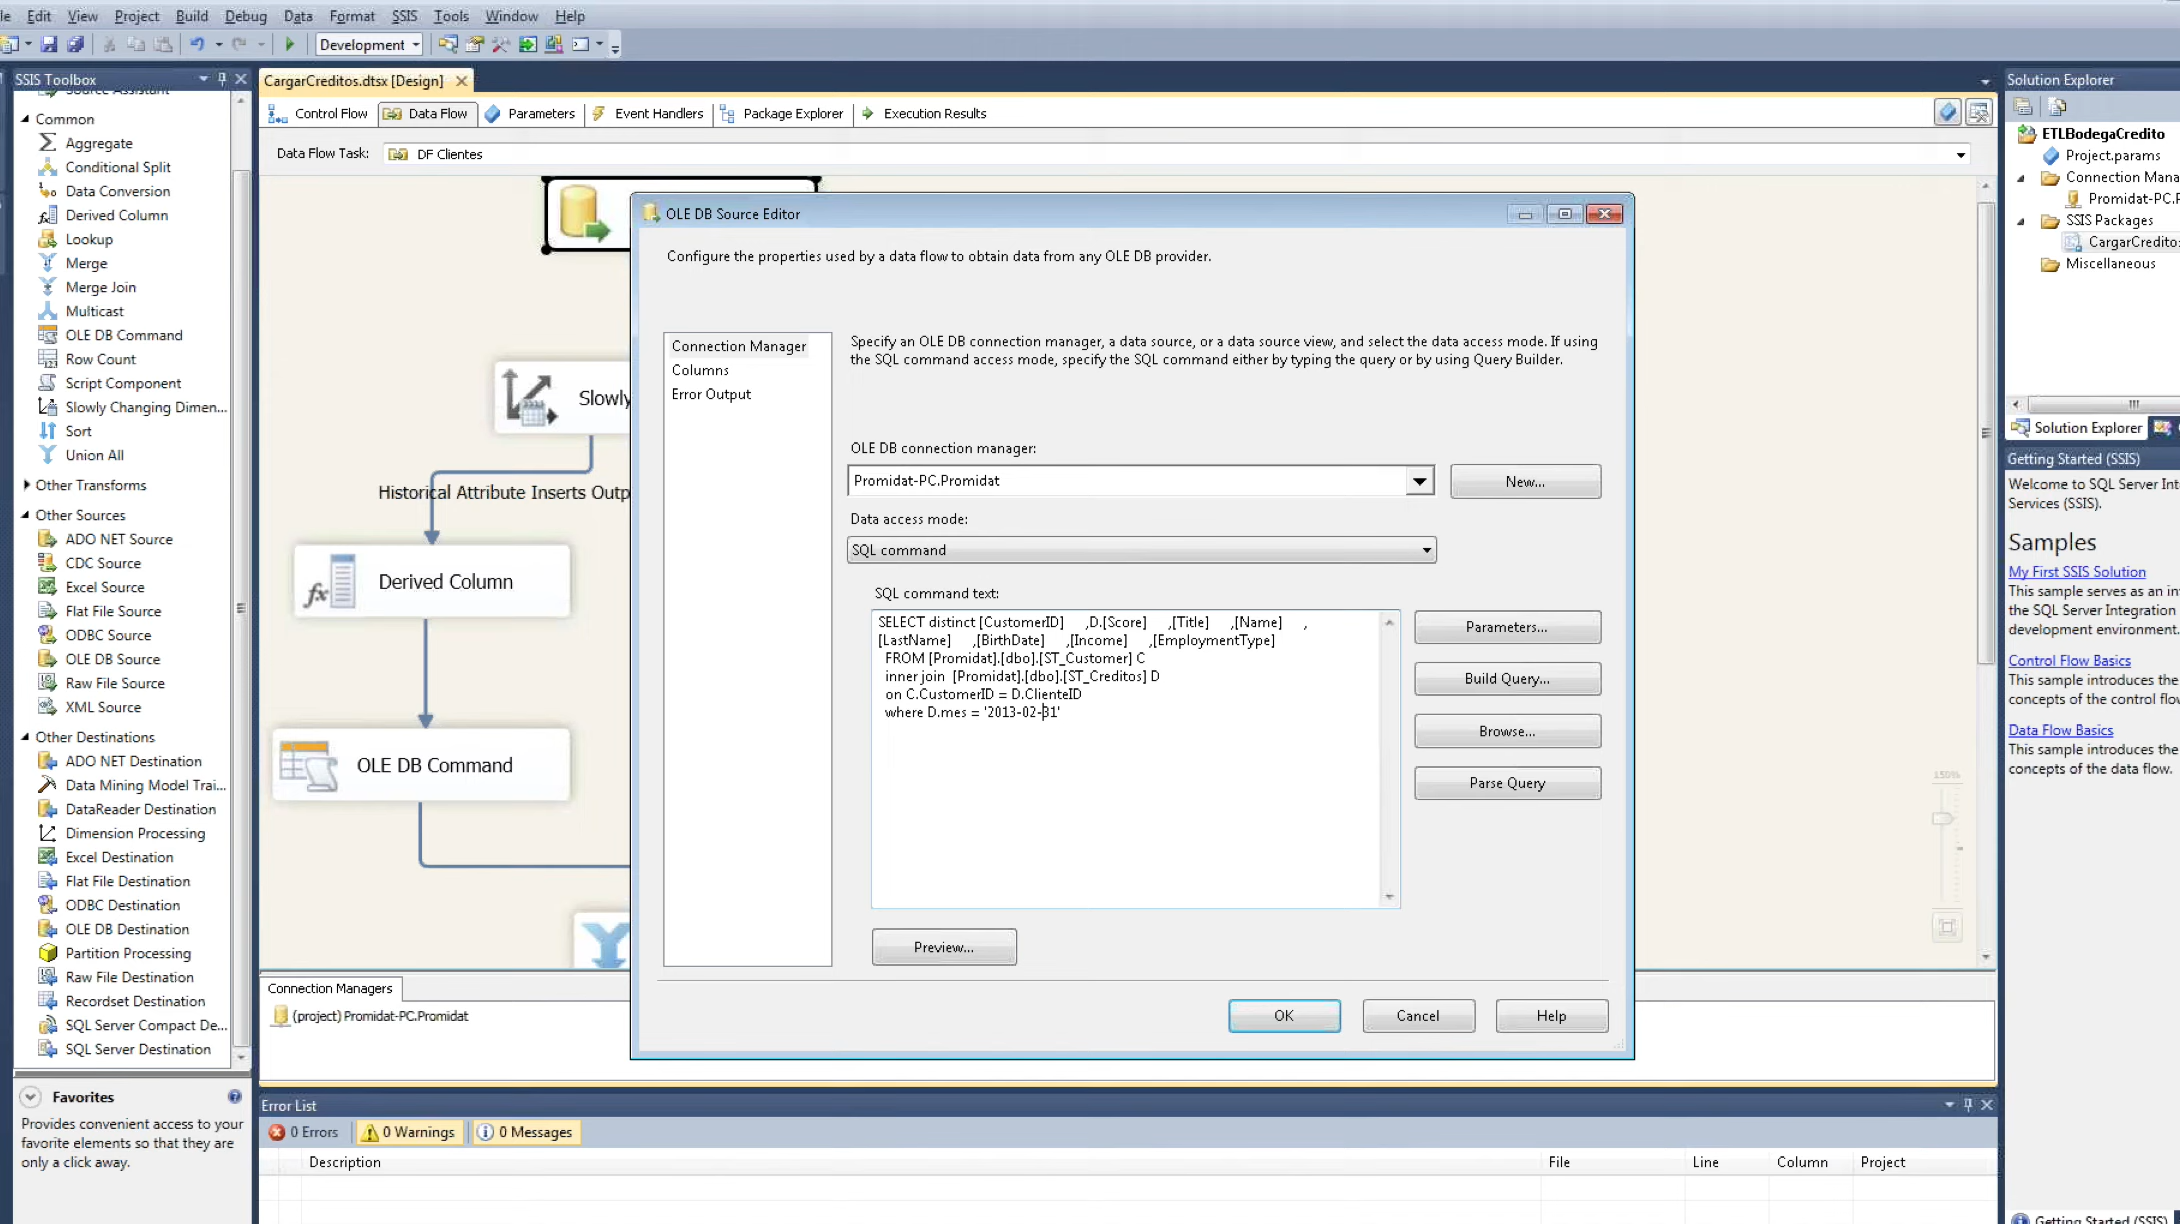 le Edit View Project Build Debug Data Format SSIS Tools Window Help
Development
SSIS Toolbox
Source Assistant
Common
Aggregate
Conditional Split
Data Conversion
Derived Column
Lookup
Merge
Merge Join
Multicast
OLE DB Command
Row Count
Script Component
Slowly Changing Dimen...
Sort
Union All
Other Transforms
Other Sources
ADO NET Source
CDC Source
Excel Source
Flat File Source
ODBC Source
OLE DB Source
Raw File Source
XML Source
Other Destinations
ADO NET Destination
Data Mining Model Trai...
DataReader Destination
Dimension Processing
Excel Destination
Flat File Destination
ODBC Destination
OLE DB Destination
Partition Processing
Raw File Destination
Recordset Destination
SQL Server Compact De...
SQL Server Destination
Favorites
Provides convenient access to your
favorite elements so that they are
only a click away.
CargarCreditos.dtsx [Design]
Control Flow Data Flow Parameters Event Handlers Package Explorer Execution Results
Data Flow Task: DF Clientes
Slowly
Historical Attribute Inserts Outp
Derived Column
OLE DB Command
150%
OLE DB Source Editor
Configure the properties used by a data flow to obtain data from any OLE DB provider.
Connection Manager
Columns
Error Output
Specify an OLE DB connection manager, a data source, or a data source view, and select the data access mode. If using
the SQL command access mode, specify the SQL command either by typing the query or by using Query Builder.
OLE DB connection manager:
Promidat-PC.Promidat
New...
Data access mode:
SQL command
SQL command text:
SELECT distinct [CustomerID] ,D.[Score] ,[Title] ,[Name] ,
[LastName] ,[BirthDate] ,[Income] ,[EmploymentType]
FROM [Promidat].[dbo].[ST_Customer] C
inner join [Promidat].[dbo].[ST_Creditos] D
on C.CustomerID = D.ClienteID
where D.mes = '2013-02-31'
Parameters...
Build Query...
Browse...
Parse Query
Preview...
OK Cancel Help
Connection Managers
(project) Promidat-PC.Promidat
Error List
0 Errors 0 Warnings 0 Messages
Description File Line Column Project
Solution Explorer
ETLBodegaCredito
Project.params
Connection Mana
Promidat-PC.P
SSIS Packages
CargarCreditos
Miscellaneous
Solution Explorer
Getting Started (SSIS)
Welcome to SQL Server Int
Services (SSIS).
Samples
My First SSIS Solution
This sample serves as an in
the SQL Server Integration
development environment.
Control Flow Basics
This sample introduces the
concepts of the control flow
Data Flow Basics
This sample introduces the
concepts of the data flow.
Getting Started (SSIS)